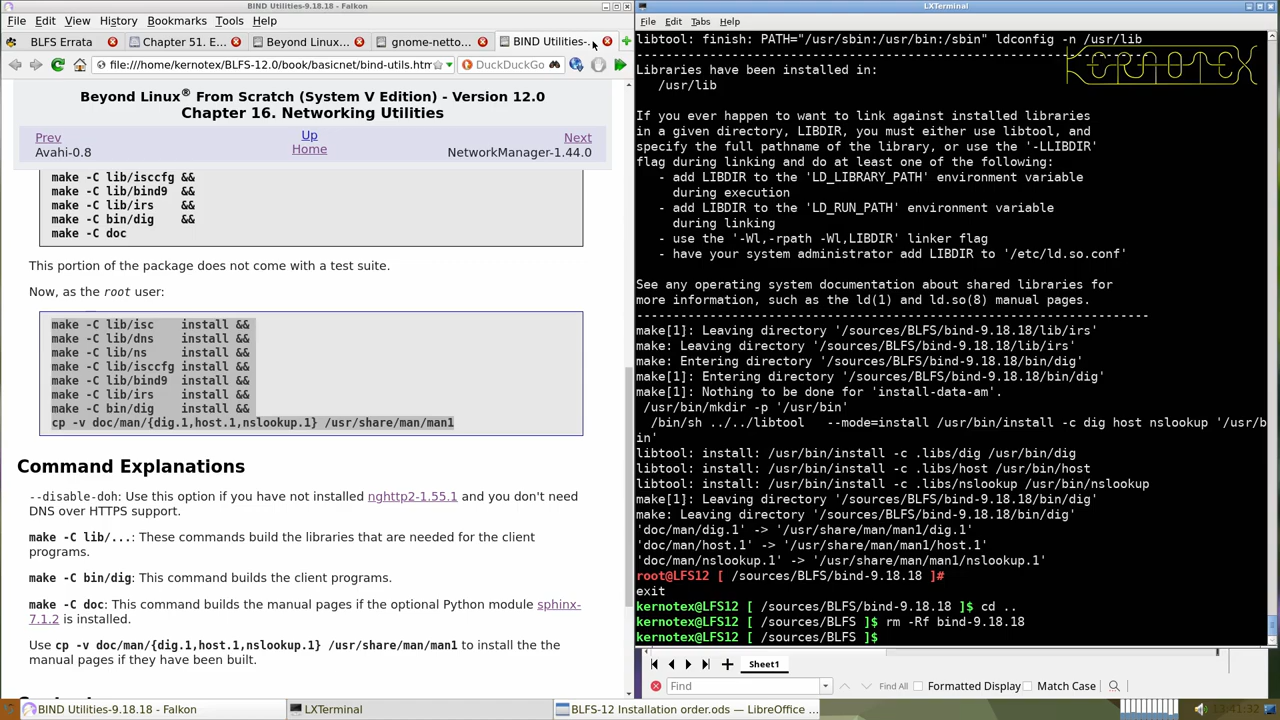 BIND Utilities-9.18.18 - Falkon
File Edit View History Bookmarks Tools Help
BLFS Errata
Chapter 51. E...
Beyond Linux...
gnome-netto...
BIND Utilities-...
file:///home/kernotex/BLFS-12.0/book/basicnet/bind-utils.htm
DuckDuckGo
Beyond Linux® From Scratch (System V Edition) - Version 12.0
Chapter 16. Networking Utilities
Prev Up Next
Avahi-0.8 Home NetworkManager-1.44.0
make -C lib/isccfg &&
make -C lib/bind9 &&
make -C lib/irs &&
make -C bin/dig &&
make -C doc
This portion of the package does not come with a test suite.
Now, as the root user:
make -C lib/isc install &&
make -C lib/dns install &&
make -C lib/ns install &&
make -C lib/isccfg install &&
make -C lib/bind9 install &&
make -C lib/irs install &&
make -C bin/dig install &&
cp -v doc/man/{dig.1,host.1,nslookup.1} /usr/share/man/man1
Command Explanations
--disable-doh: Use this option if you have not installed nghttp2-1.55.1 and you don't need
DNS over HTTPS support.
make -C lib/...: These commands build the libraries that are needed for the client
programs.
make -C bin/dig: This command builds the client programs.
make -C doc: This command builds the manual pages if the optional Python module sphinx-
7.1.2 is installed.
Use cp -v doc/man/{dig.1,host.1,nslookup.1} /usr/share/man/man1 to install the the
manual pages if they have been built.
LXTerminal
File Edit Tabs Help
KERNOTEX
libtool: finish: PATH="/usr/sbin:/usr/bin:/sbin" ldconfig -n /usr/lib
----------------------------------------------------------------------
Libraries have been installed in:
/usr/lib
If you ever happen to want to link against installed libraries
in a given directory, LIBDIR, you must either use libtool, and
specify the full pathname of the library, or use the '-LLIBDIR'
flag during linking and do at least one of the following:
- add LIBDIR to the 'LD_LIBRARY_PATH' environment variable
during execution
- add LIBDIR to the 'LD_RUN_PATH' environment variable
during linking
- use the '-Wl,-rpath -Wl,LIBDIR' linker flag
- have your system administrator add LIBDIR to '/etc/ld.so.conf'
See any operating system documentation about shared libraries for
more information, such as the ld(1) and ld.so(8) manual pages.
----------------------------------------------------------------------
make[1]: Leaving directory '/sources/BLFS/bind-9.18.18/lib/irs'
make: Leaving directory '/sources/BLFS/bind-9.18.18/lib/irs'
make: Entering directory '/sources/BLFS/bind-9.18.18/bin/dig'
make[1]: Entering directory '/sources/BLFS/bind-9.18.18/bin/dig'
make[1]: Nothing to be done for 'install-data-am'.
/usr/bin/mkdir -p '/usr/bin'
/bin/sh ../../libtool --mode=install /usr/bin/install -c dig host nslookup '/usr/b
in'
libtool: install: /usr/bin/install -c .libs/dig /usr/bin/dig
libtool: install: /usr/bin/install -c .libs/host /usr/bin/host
libtool: install: /usr/bin/install -c .libs/nslookup /usr/bin/nslookup
make[1]: Leaving directory '/sources/BLFS/bind-9.18.18/bin/dig'
make: Leaving directory '/sources/BLFS/bind-9.18.18/bin/dig'
'doc/man/dig.1' -> '/usr/share/man/man1/dig.1'
'doc/man/host.1' -> '/usr/share/man/man1/host.1'
'doc/man/nslookup.1' -> '/usr/share/man/man1/nslookup.1'
root@LFS12 [ /sources/BLFS/bind-9.18.18 ]#
exit
kernotex@LFS12 [ /sources/BLFS/bind-9.18.18 ]$ cd ..
kernotex@LFS12 [ /sources/BLFS ]$ rm -Rf bind-9.18.18
kernotex@LFS12 [ /sources/BLFS ]$
Sheet1
Find Find All Formatted Display Match Case
BIND Utilities-9.18.18 - Falkon
LXTerminal
BLFS-12 Installation order.ods — LibreOffice ...
13:41:32